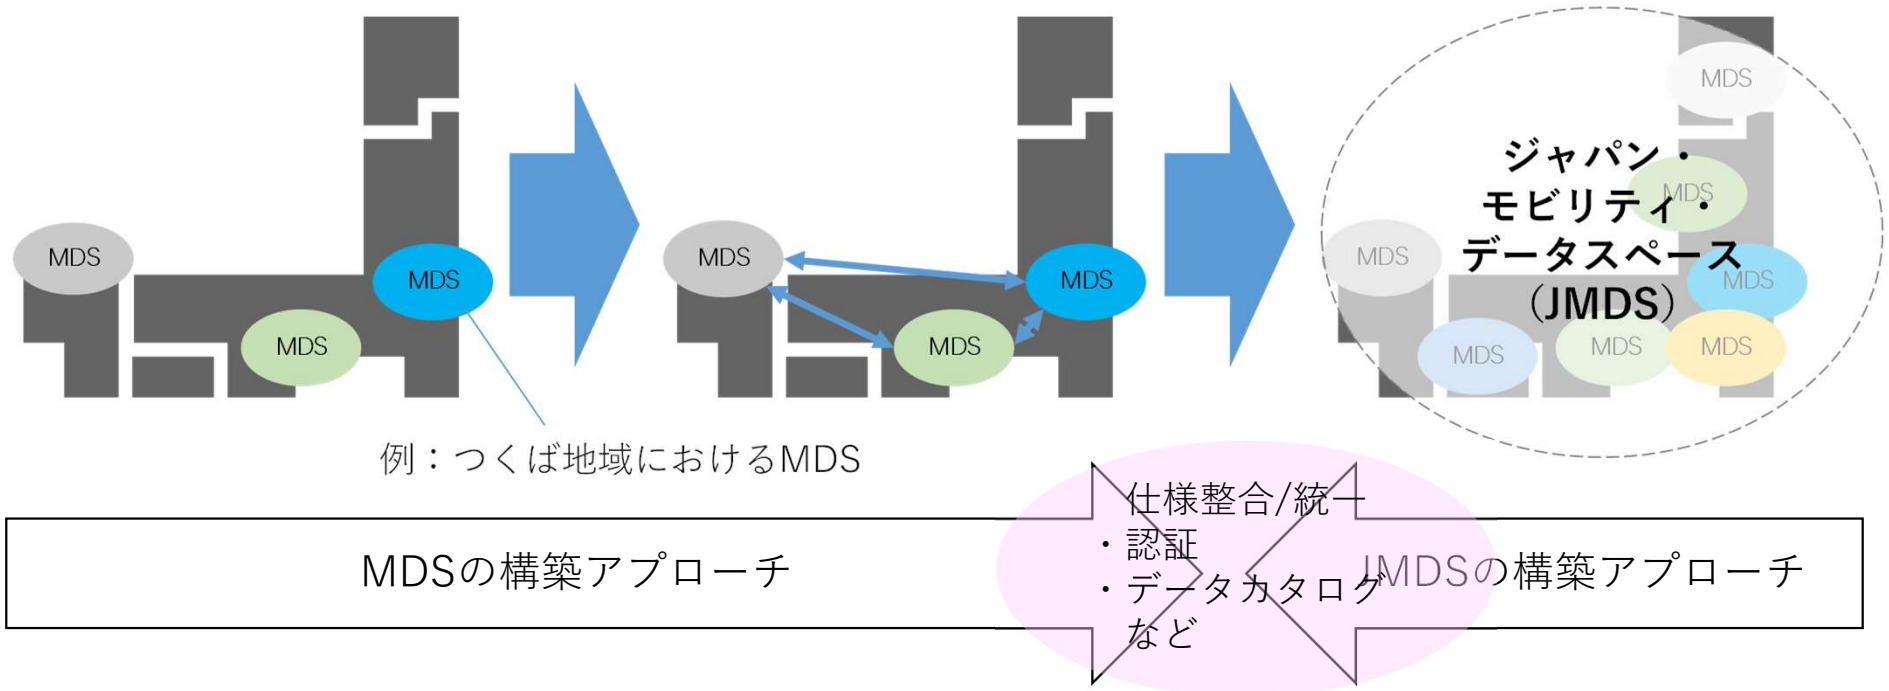 MDS
MDS
MDS
例：つくば地域におけるMDS
MDS
MDS
MDS
MDS
MDS
MDS
MDS
MDS
MDS
MDS
ジャパン・
モビリティ・
データスペース
（JMDS）
MDSの構築アプローチ
仕様整合/統一
・認証
・データカタログ
など
JMDSの構築アプローチ